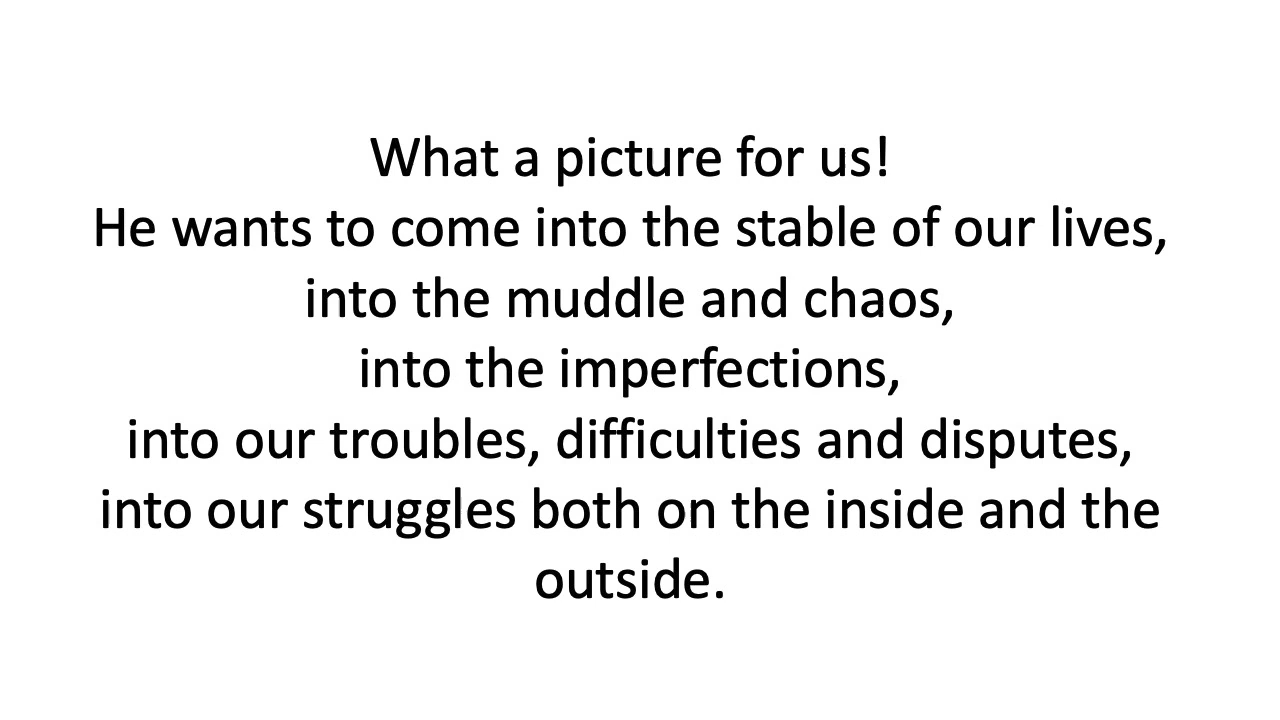 What a picture for us!
He wants to come into the stable of our lives,
into the muddle and chaos,
into the imperfections,
into our troubles, difficulties and disputes,
into our struggles both on the inside and the
outside.